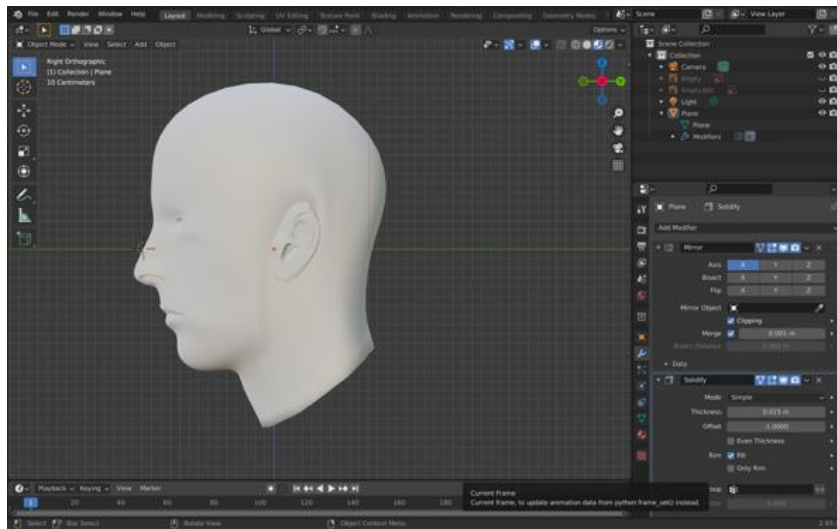 File Edit Render Window Help Layout Modeling Sculpting UV Editing Texture Paint Shading Animation Rendering Compositing Geometry Nodes Scene View Layer
Global Options
Object Mode View Select Add Object
Right Orthographic
(1) Collection | Plane
10 Centimeters
Scene Collection
Collection
Camera
Empty
Light
Plane
Plane
Modifiers
Plane Solidify
Add Modifier
Mirror
Axis X Y Z
Bisect X Y Z
Flip X Y Z
Mirror Object
Clipping
Merge 0.001 m
Bisect Distance 0.001 m
Data
Solidify
Mode Simple
Thickness 0.015 m
Offset -1.0000
Even Thickness
Rim Fill
Only Rim
Playback Keying View Marker
1 20 40 60 80 100 120 140 160 180
Current Frame
Current frame, to update animation data from python frame_set() instead.
Select Box Select Rotate View Object Context Menu